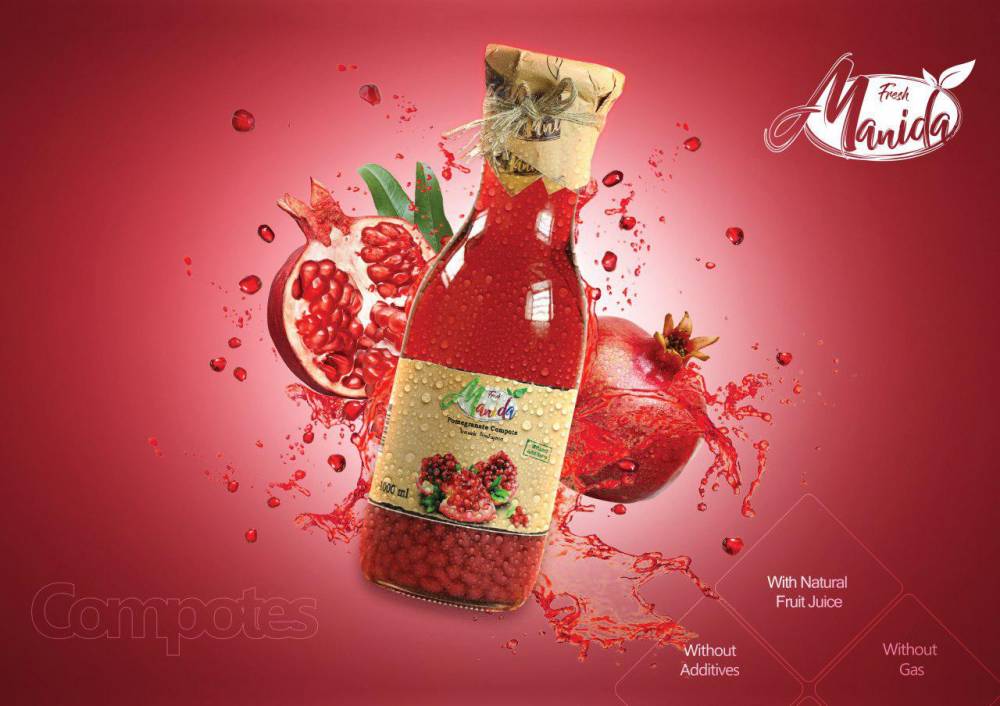 Fresh
Manida
Fresh
Manida
Pomegranate Compote
1000 ml
Compotes
With Natural
Fruit Juice
Without
Additives
Without
Gas